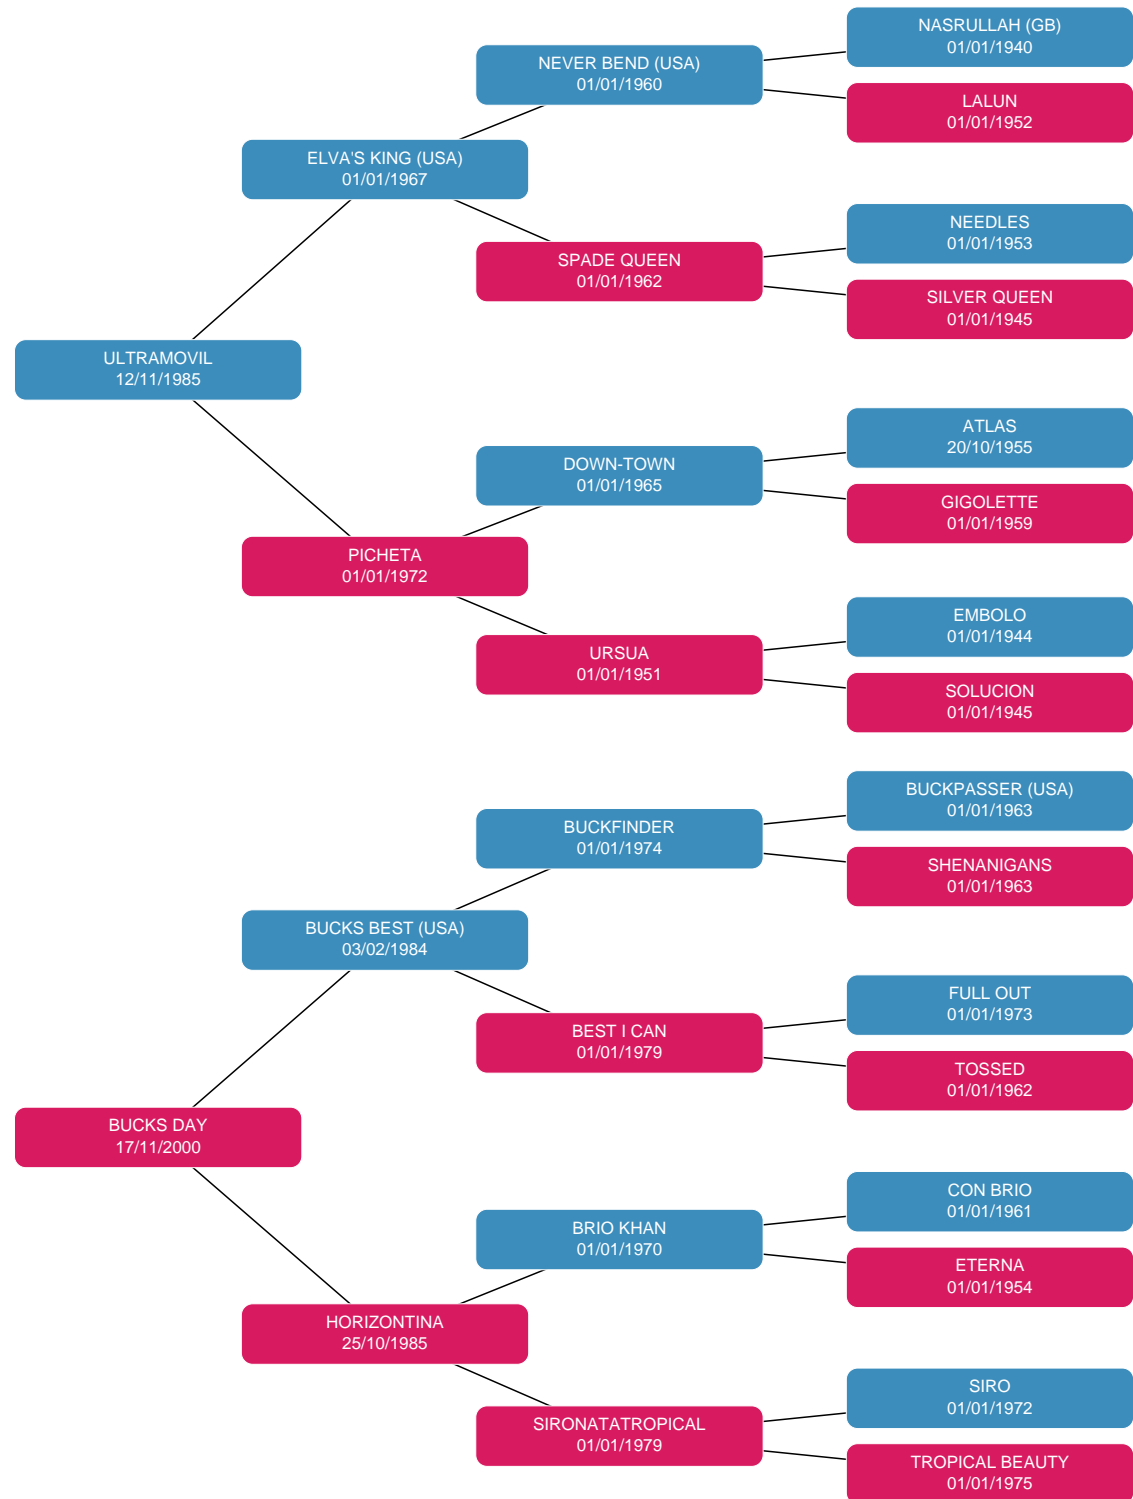 NASRULLAH (GB)
01/01/1940
NEVER BEND (USA)
01/01/1960
LALUN
01/01/1952
ELVA'S KING (USA)
01/01/1967
NEEDLES
01/01/1953
SPADE QUEEN
01/01/1962
SILVER QUEEN
01/01/1945
ULTRAMOVIL
12/11/1985
ATLAS
20/10/1955
DOWN-TOWN
01/01/1965
GIGOLETTE
01/01/1959
PICHETA
01/01/1972
EMBOLO
01/01/1944
URSUA
01/01/1951
SOLUCION
01/01/1945
BUCKPASSER (USA)
01/01/1963
BUCKFINDER
01/01/1974
SHENANIGANS
01/01/1963
BUCKS BEST (USA)
03/02/1984
FULL OUT
01/01/1973
BEST I CAN
01/01/1979
TOSSED
01/01/1962
BUCKS DAY
17/11/2000
CON BRIO
01/01/1961
BRIO KHAN
01/01/1970
ETERNA
01/01/1954
HORIZONTINA
25/10/1985
SIRO
01/01/1972
SIRONATATROPICAL
01/01/1979
TROPICAL BEAUTY
01/01/1975